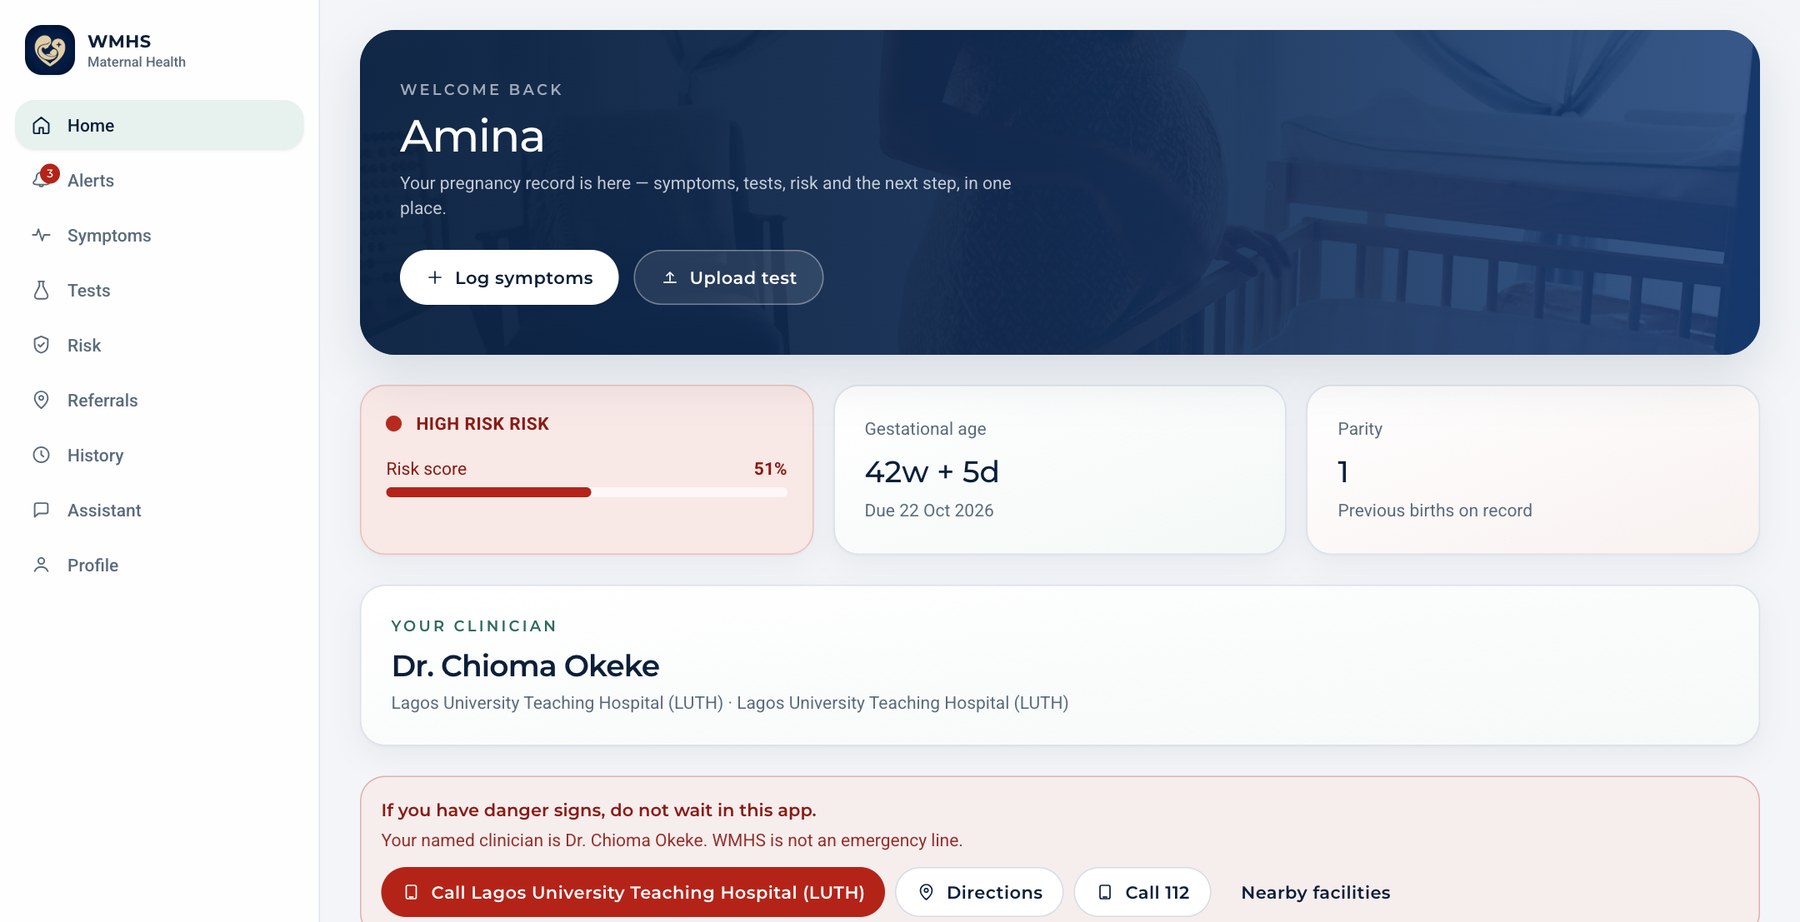 WMHS
Maternal Health
Home
3
Alerts
Symptoms
Tests
Risk
Referrals
History
Assistant
Profile
WELCOME BACK
Amina
Your pregnancy record is here — symptoms, tests, risk and the next step, in one
place.
Log symptoms
Upload test
HIGH RISK RISK
Risk score 51%
Gestational age
42w + 5d
Due 22 Oct 2026
Parity
1
Previous births on record
YOUR CLINICIAN
Dr. Chioma Okeke
Lagos University Teaching Hospital (LUTH) · Lagos University Teaching Hospital (LUTH)
If you have danger signs, do not wait in this app.
Your named clinician is Dr. Chioma Okeke. WMHS is not an emergency line.
Call Lagos University Teaching Hospital (LUTH)
Directions
Call 112
Nearby facilities